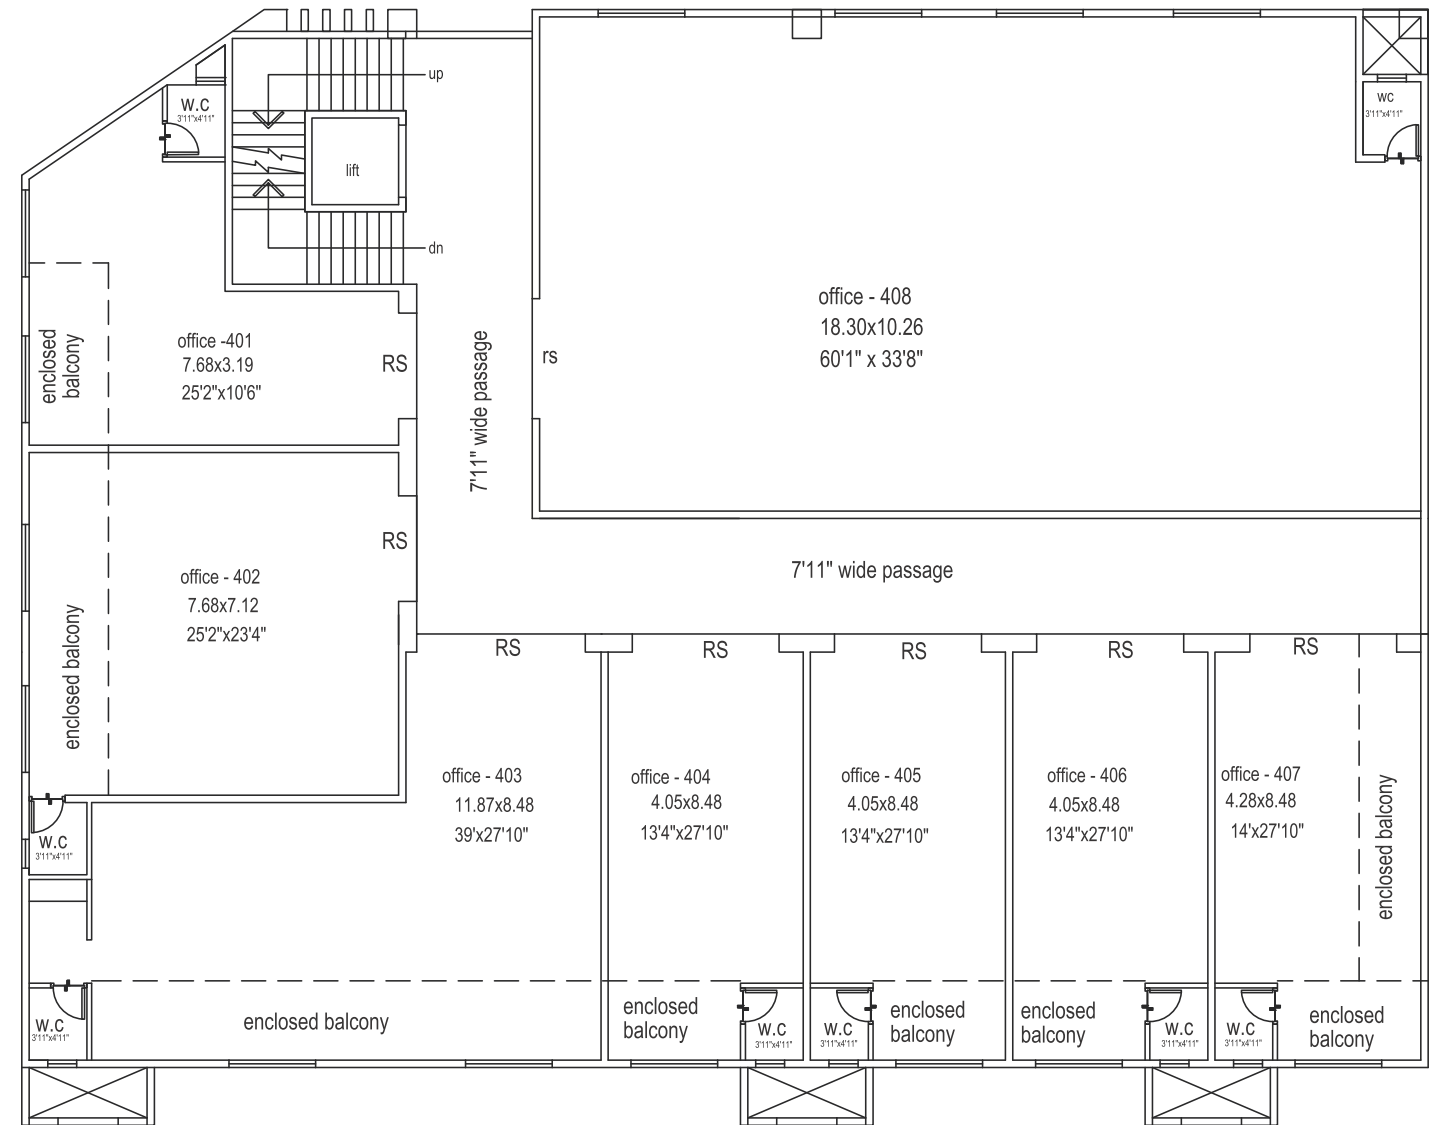 up
W.C
3'11"x4'11"
wc
3'11"x4'11"
lift
dn
office - 408
18.30x10.26
60'1" x 33'8"
office -401
7.68x3.19
25'2"x10'6"
enclosed
balcony
RS
rs
7'11" wide passage
RS
7'11" wide passage
office - 402
7.68x7.12
25'2"x23'4"
enclosed balcony
RS
RS
RS
RS
RS
office - 403
11.87x8.48
39'x27'10"
office - 404
4.05x8.48
13'4"x27'10"
office - 405
4.05x8.48
13'4"x27'10"
office - 406
4.05x8.48
13'4"x27'10"
office - 407
4.28x8.48
14'x27'10"
enclosed balcony
W.C
3'11"x4'11"
W.C
3'11"x4'11"
enclosed balcony
enclosed
balcony
W.C
3'11"x4'11"
W.C
3'11"x4'11"
enclosed
balcony
enclosed
balcony
W.C
3'11"x4'11"
W.C
3'11"x4'11"
enclosed
balcony